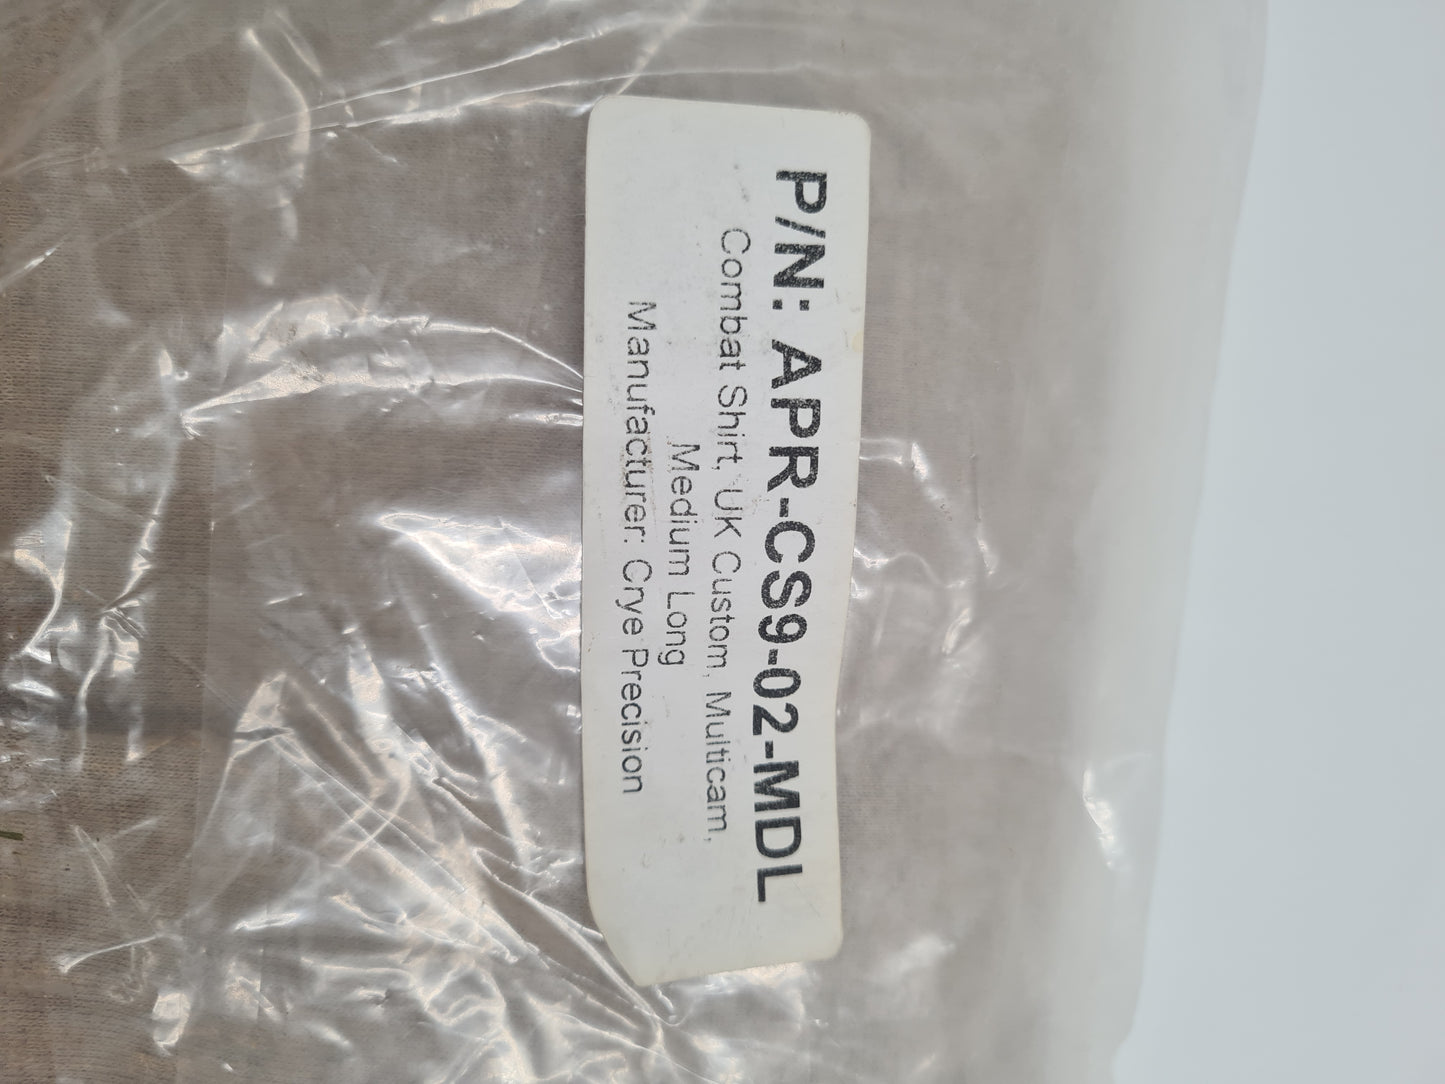 P/N: APR-CS9-02-MDL
Combat Shirt, UK Custom, Multicam,
Medium Long
Manufacturer: Crye Precision